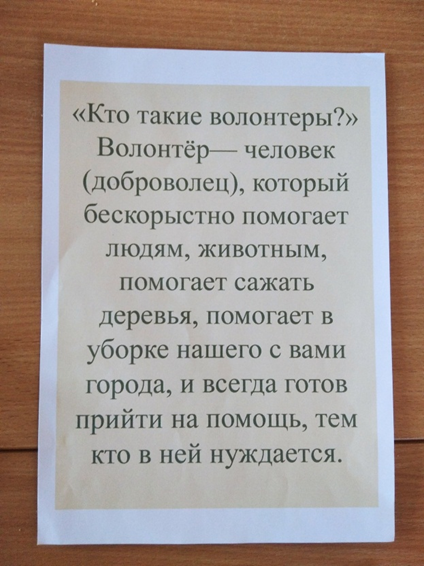 «Кто такие волонтеры?»
Волонтёр— человек
(доброволец), который
бескорыстно помогает
людям, животным,
помогает сажать
деревья, помогает в
уборке нашего с вами
города, и всегда готов
прийти на помощь, тем
кто в ней нуждается.